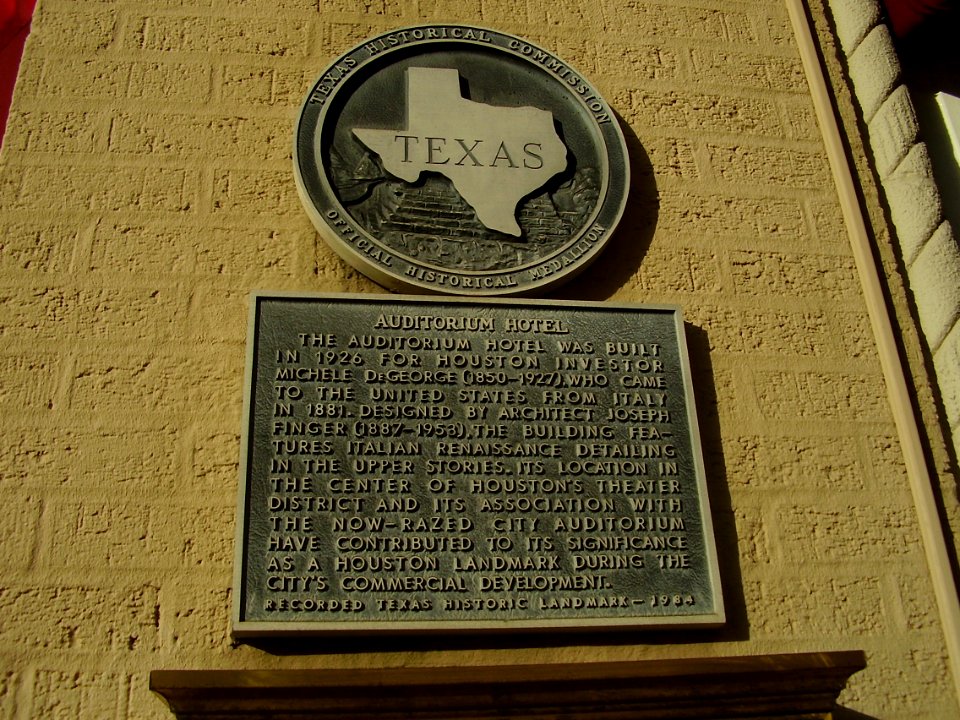 TEXAS HISTORICAL COMMISSION
TEXAS
OFFICIAL HISTORICAL MEDALLION
AUDITORIUM HOTEL
THE AUDITORIUM HOTEL WAS BUILT
IN 1926 FOR HOUSTON INVESTOR
MICHELE DEGEORGE (1850–1927), WHO CAME
TO THE UNITED STATES FROM ITALY
IN 1881. DESIGNED BY ARCHITECT JOSEPH
FINGER (1887–1953), THE BUILDING FEA–
TURES ITALIAN RENAISSANCE DETAILING
IN THE UPPER STORIES. ITS LOCATION IN
THE CENTER OF HOUSTON'S THEATER
DISTRICT AND ITS ASSOCIATION WITH
THE NOW–RAZED CITY AUDITORIUM
HAVE CONTRIBUTED TO ITS SIGNIFICANCE
AS A HOUSTON LANDMARK DURING THE
CITY'S COMMERCIAL DEVELOPMENT.
RECORDED TEXAS HISTORIC LANDMARK – 1984